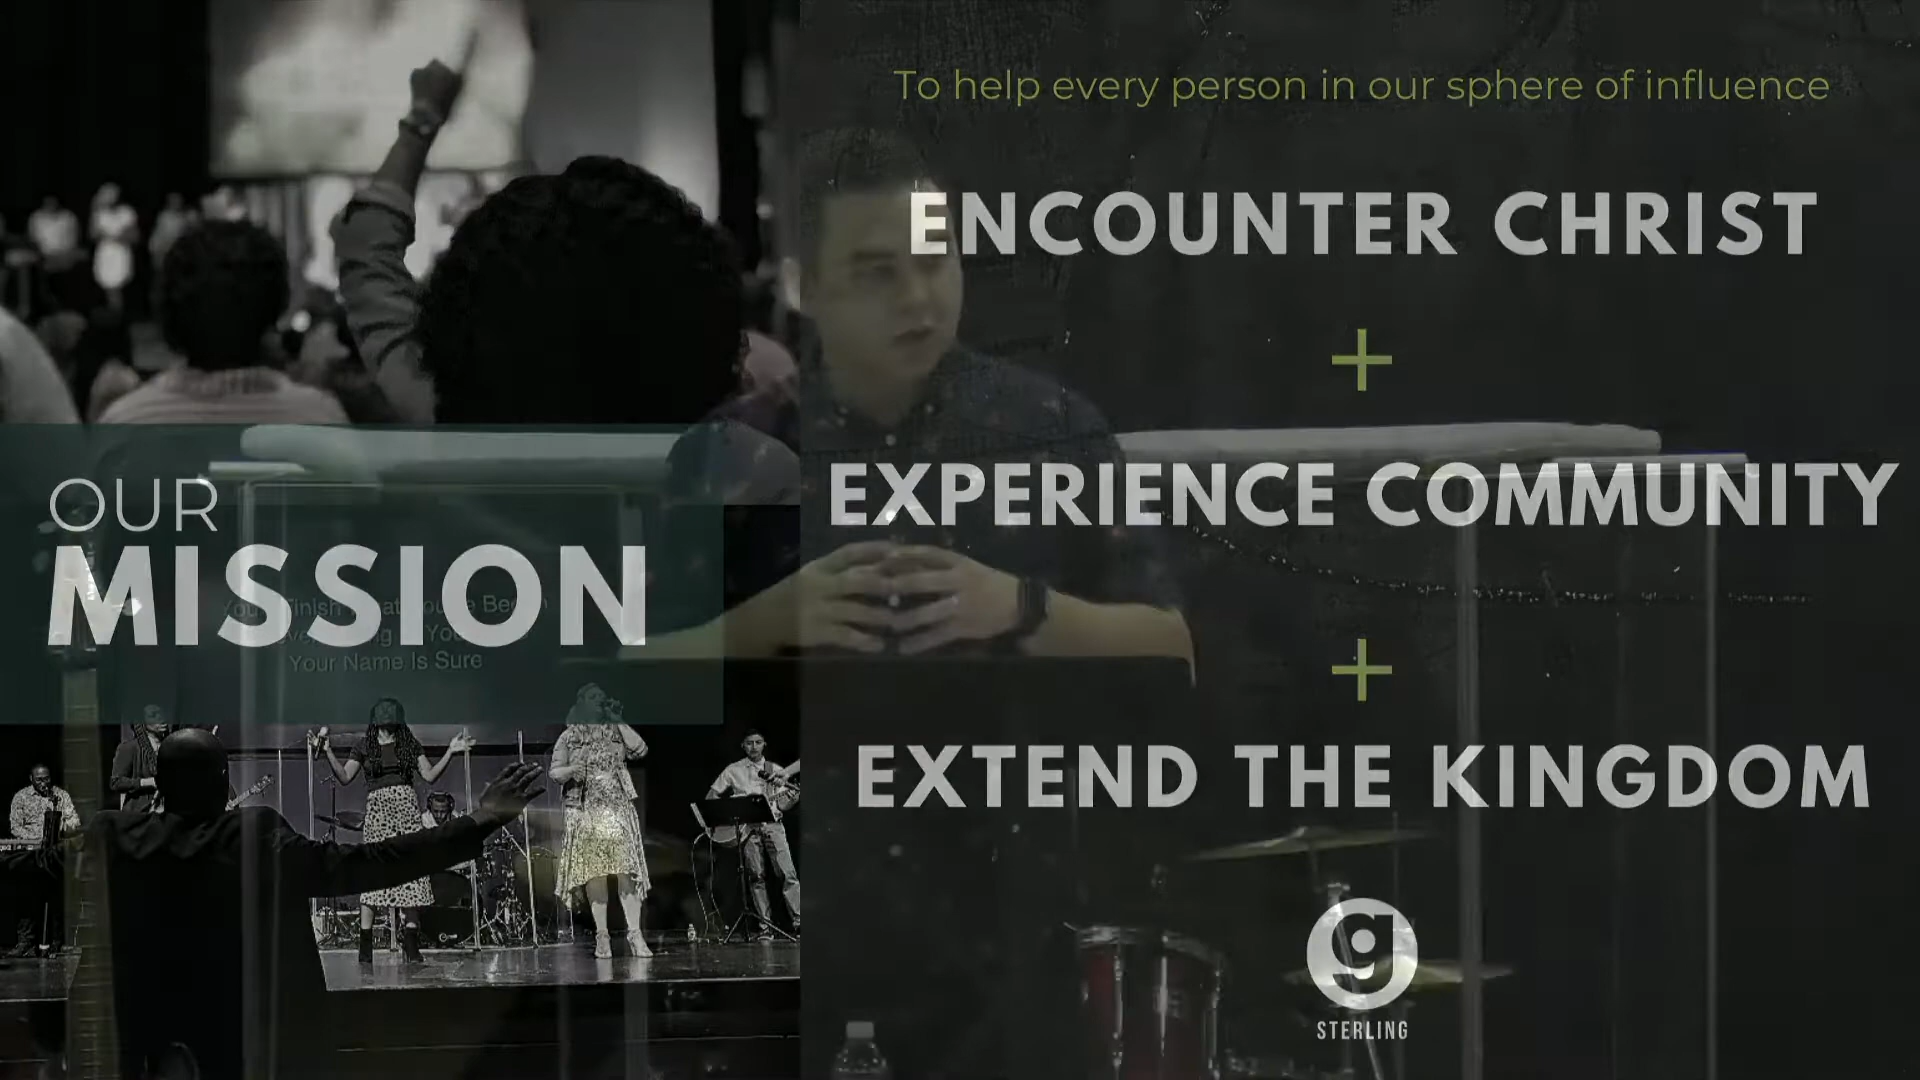 OUR
MISSION
Your Name Is Sure
To help every person in our sphere of influence
ENCOUNTER CHRIST
+
EXPERIENCE COMMUNITY
+
EXTEND THE KINGDOM
g
STERLING